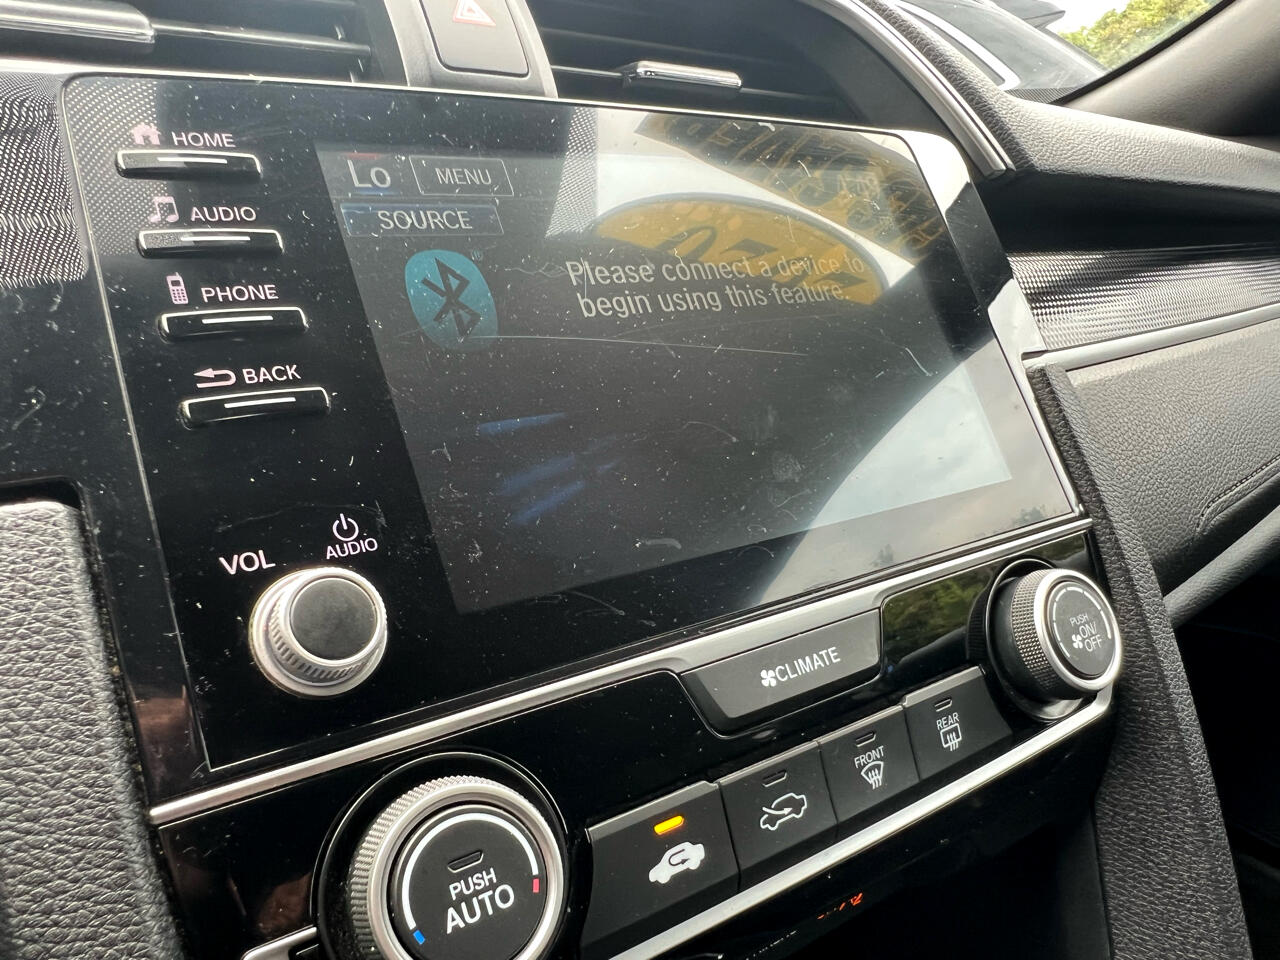 HOME
Lo MENU
AUDIO
SOURCE
PHONE
Please connect a device to
begin using this feature.
BACK
VOL
AUDIO
CLIMATE
PUSH
ON/
OFF
REAR
FRONT
PUSH
AUTO